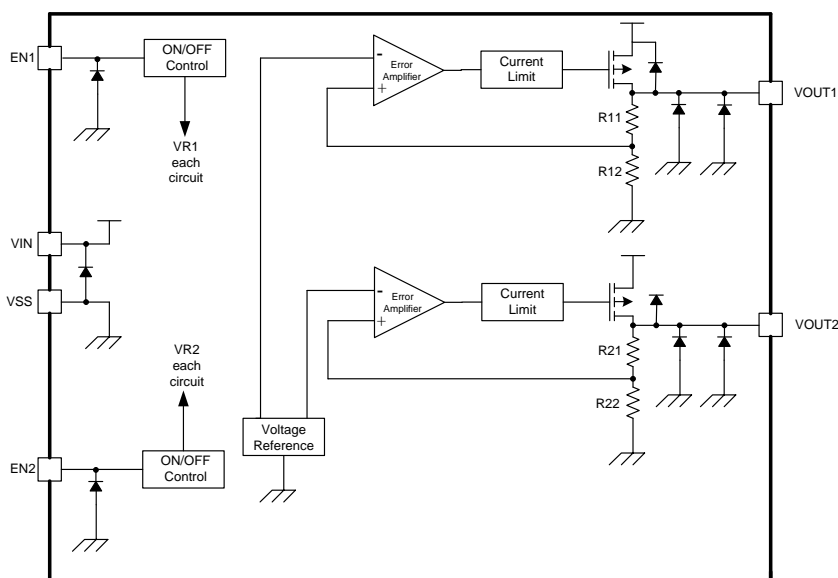 EN1
ON/OFF
Control
VR1
each
circuit
VIN
VSS
VR2
each
circuit
EN2
ON/OFF
Control
Voltage
Reference
-
+
Error
Amplifier
Current
Limit
R11
R12
VOUT1
-
+
Error
Amplifier
Current
Limit
R21
R22
VOUT2